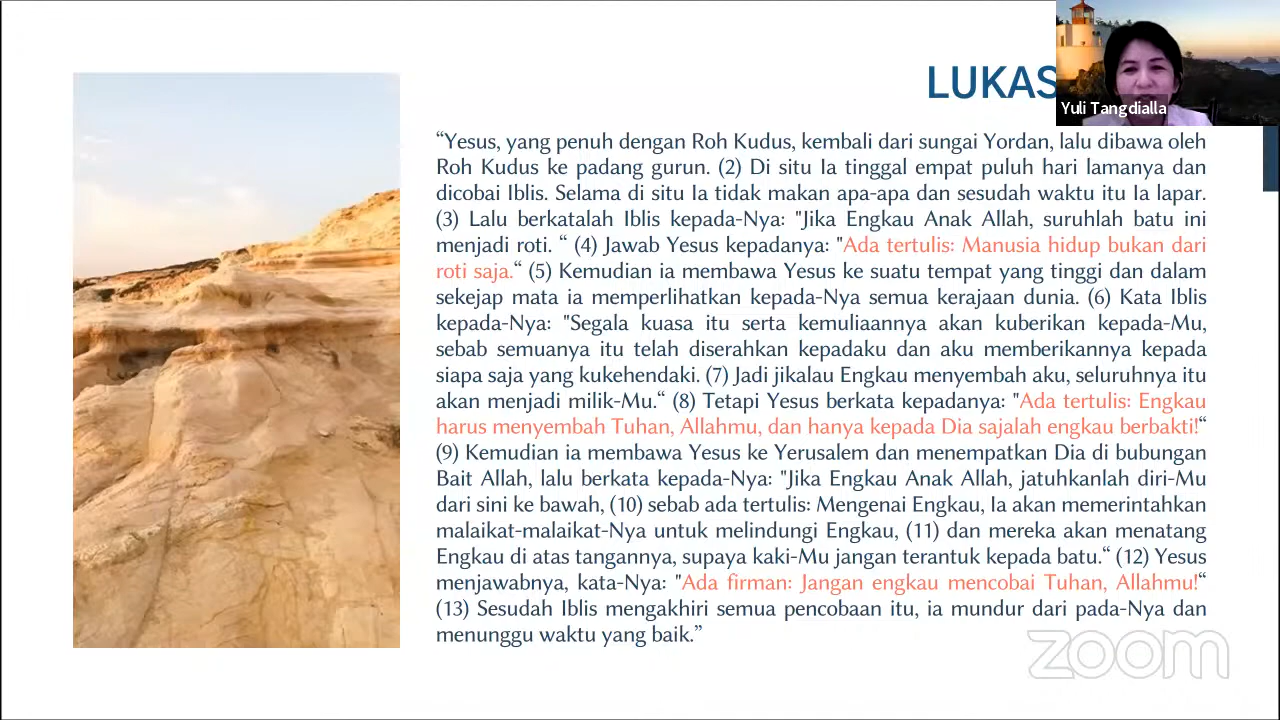 LUKAS
Yuli Tangdialla
“Yesus, yang penuh dengan Roh Kudus, kembali dari sungai Yordan, lalu dibawa oleh
Roh Kudus ke padang gurun. (2) Di situ Ia tinggal empat puluh hari lamanya dan
dicobai Iblis. Selama di situ Ia tidak makan apa-apa dan sesudah waktu itu Ia lapar.
(3) Lalu berkatalah Iblis kepada-Nya: "Jika Engkau Anak Allah, suruhlah batu ini
menjadi roti. “ (4) Jawab Yesus kepadanya: "Ada tertulis: Manusia hidup bukan dari
roti saja.“ (5) Kemudian ia membawa Yesus ke suatu tempat yang tinggi dan dalam
sekejap mata ia memperlihatkan kepada-Nya semua kerajaan dunia. (6) Kata Iblis
kepada-Nya: "Segala kuasa itu serta kemuliaannya akan kuberikan kepada-Mu,
sebab semuanya itu telah diserahkan kepadaku dan aku memberikannya kepada
siapa saja yang kukehendaki. (7) Jadi jikalau Engkau menyembah aku, seluruhnya itu
akan menjadi milik-Mu.“ (8) Tetapi Yesus berkata kepadanya: "Ada tertulis: Engkau
harus menyembah Tuhan, Allahmu, dan hanya kepada Dia sajalah engkau berbakti!“
(9) Kemudian ia membawa Yesus ke Yerusalem dan menempatkan Dia di bubungan
Bait Allah, lalu berkata kepada-Nya: "Jika Engkau Anak Allah, jatuhkanlah diri-Mu
dari sini ke bawah, (10) sebab ada tertulis: Mengenai Engkau, Ia akan memerintahkan
malaikat-malaikat-Nya untuk melindungi Engkau, (11) dan mereka akan menatang
Engkau di atas tangannya, supaya kaki-Mu jangan terantuk kepada batu.“ (12) Yesus
menjawabnya, kata-Nya: "Ada firman: Jangan engkau mencobai Tuhan, Allahmu!“
(13) Sesudah Iblis mengakhiri semua pencobaan itu, ia mundur dari pada-Nya dan
menunggu waktu yang baik.”
zoom